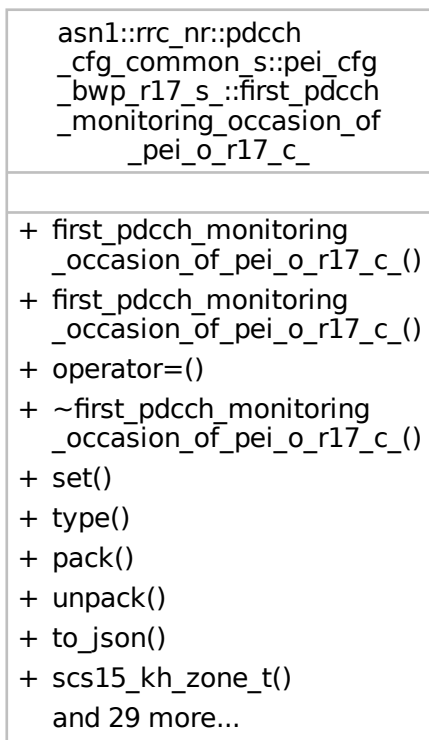 asn1::rrc_nr::pdcch
_cfg_common_s::pei_cfg
_bwp_r17_s_::first_pdcch
_monitoring_occasion_of
_pei_o_r17_c_
+ first_pdcch_monitoring
_occasion_of_pei_o_r17_c_()
+ first_pdcch_monitoring
_occasion_of_pei_o_r17_c_()
+ operator=()
+ ~first_pdcch_monitoring
_occasion_of_pei_o_r17_c_()
+ set()
+ type()
+ pack()
+ unpack()
+ to_json()
+ scs15_kh_zone_t()
and 29 more...